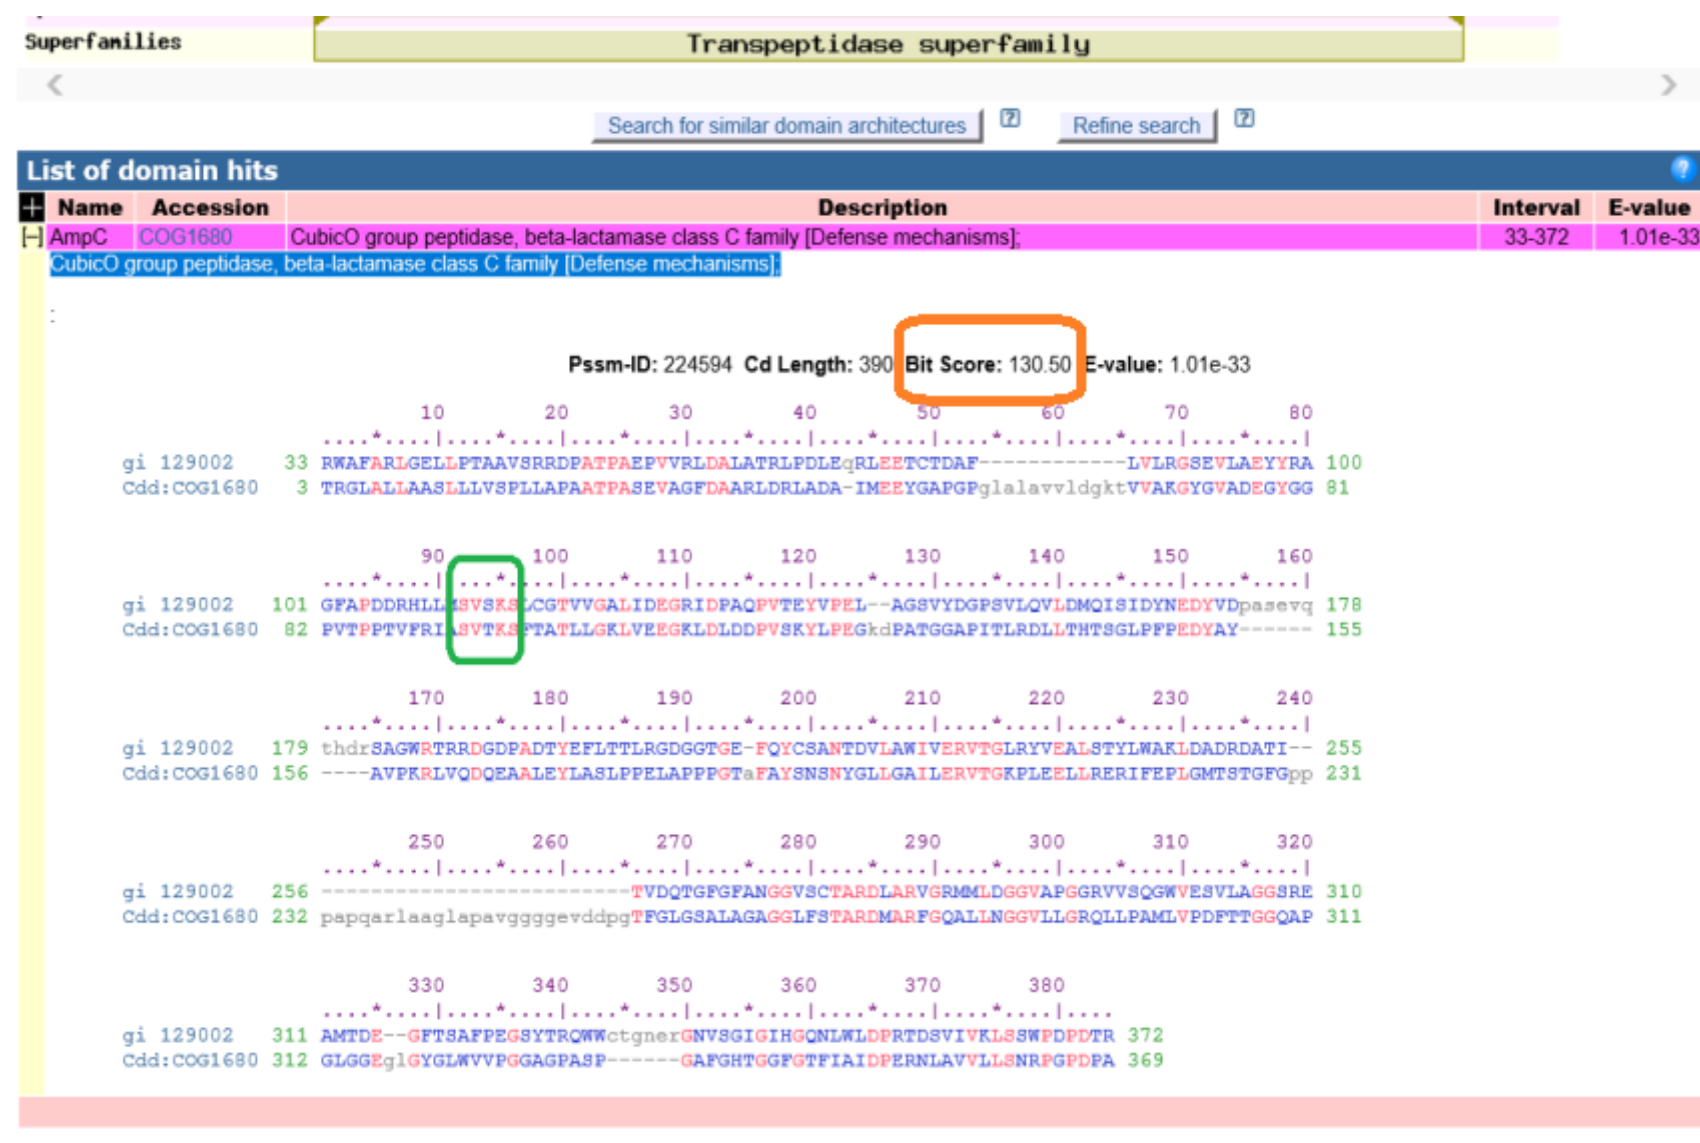 Superfamilies Transpeptidase superfamily
Search for similar domain architectures ? Refine search ?
List of domain hits ?
+ Name Accession Description Interval E-value
[-] AmpC COG1680 CubicO group peptidase, beta-lactamase class C family [Defense mechanisms]; 33-372 1.01e-33
CubicO group peptidase, beta-lactamase class C family [Defense mechanisms];
:
Pssm-ID: 224594 Cd Length: 390 Bit Score: 130.50 E-value: 1.01e-33
10 20 30 40 50 60 70 80
....*....|....*....|....*....|....*....|....*....|....*....|....*....|....*....|
gi 129002 33 RWAFARLGELLPTAAVSRRDPATPAEPVVRLDALATRLPDLEqRLEETCTDAF------------LVLRGSEVLAEYYRA 100
Cdd:COG1680 3 TRGLALLAASLLLVSPLLAPAATPASEVAGFDAARLDRLADA-IMEEYGAPGPglalavvldgktVVAKGYGVADEGYGG 81
90 100 110 120 130 140 150 160
....*....|....*....|....*....|....*....|....*....|....*....|....*....|....*....|
gi 129002 101 GFAPDDRHLLMSVSKSLCGTVVGALIDEGRIDPAQPVTEYVPEL--AGSVYDGPSVLQVLDMQISIDYNEDYVDpasevq 178
Cdd:COG1680 82 PVTPPTVFRIASVTKSFTATLLGKLVEEGKLDLDDPVSKYLPEGkdPATGGAPITLRDLLTHTSGLPFPEDYAY------ 155
170 180 190 200 210 220 230 240
....*....|....*....|....*....|....*....|....*....|....*....|....*....|....*....|
gi 129002 179 thdrSAGWRTRRDGDPADTYEFLTTLRGDGGTGE-FQYCSANTDVLAWIVERVTGLRYVEALSTYLWAKLDADRDATI-- 255
Cdd:COG1680 156 ----AVPKRLVQDQEAALEYLASLPPELAPPPGTaFAYSNSNYGLLGAILERVTGKPLEELLRERIFEPLGMTSTGFGpp 231
250 260 270 280 290 300 310 320
....*....|....*....|....*....|....*....|....*....|....*....|....*....|....*....|
gi 129002 256 -------------------------TVDQTGFGFANGGVSCTARDLARVGRMMLDGGVAPGGRVVSQGWVESVLAGGSRE 310
Cdd:COG1680 232 papqarlaaglapavggggevddpgTFGLGSALAGAGGLFSTARDMARFGQALLNGGVLLGRQLLPAMLVPDFTTGGQAP 311
330 340 350 360 370 380
....*....|....*....|....*....|....*....|....*....|....*....|....
gi 129002 311 AMTDE--GFTSAFPEGSYTRQWWctgnerGNVSGIGIHGQNLWLDPRTDSVIVKLSSWPDPDTR 372
Cdd:COG1680 312 GLGGEglGYGLWVVPGGAGPASP------GAFGHTGGFGTFIAIDPERNLAVVLLSNRPGPDPA 369